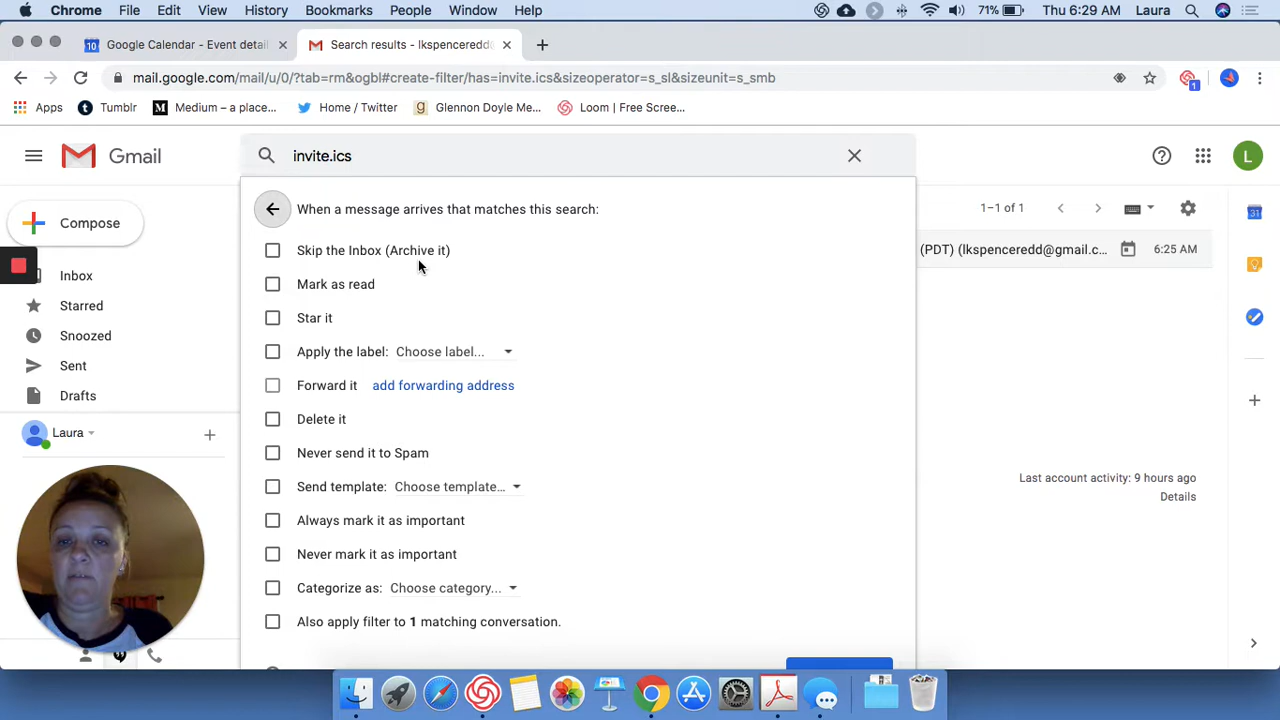 Chrome File Edit View History Bookmarks People Window Help 71% Thu 6:29 AM Laura
10 Google Calendar - Event detail Search results - lkspenceredd@
mail.google.com/mail/u/0/?tab=rm&ogbl#create-filter/has=invite.ics&sizeoperator=s_sl&sizeunit=s_smb 1
Apps Tumblr Medium – a place... Home / Twitter g Glennon Doyle Me... Loom | Free Scree...
Gmail invite.ics L
When a message arrives that matches this search: 1–1 of 1
Compose
Skip the Inbox (Archive it) (PDT) (lkspenceredd@gmail.c... 6:25 AM
Inbox Mark as read
Starred Star it
Snoozed Apply the label: Choose label...
Sent Forward it add forwarding address
Drafts Delete it
Laura Never send it to Spam
Last account activity: 9 hours ago
Send template: Choose template... Details
Always mark it as important
Never mark it as important
Categorize as: Choose category...
Also apply filter to 1 matching conversation.